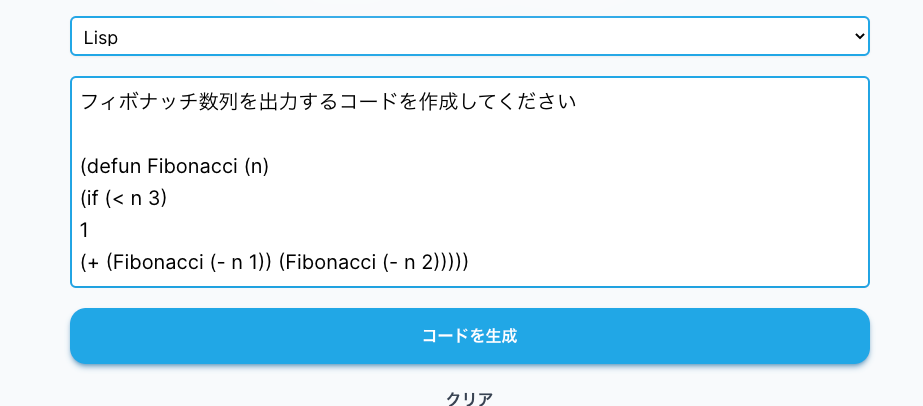 Lisp
フィボナッチ数列を出力するコードを作成してください
(defun Fibonacci (n)
(if (< n 3)
1
(+ (Fibonacci (- n 1)) (Fibonacci (- n 2)))))
コードを生成
クリア